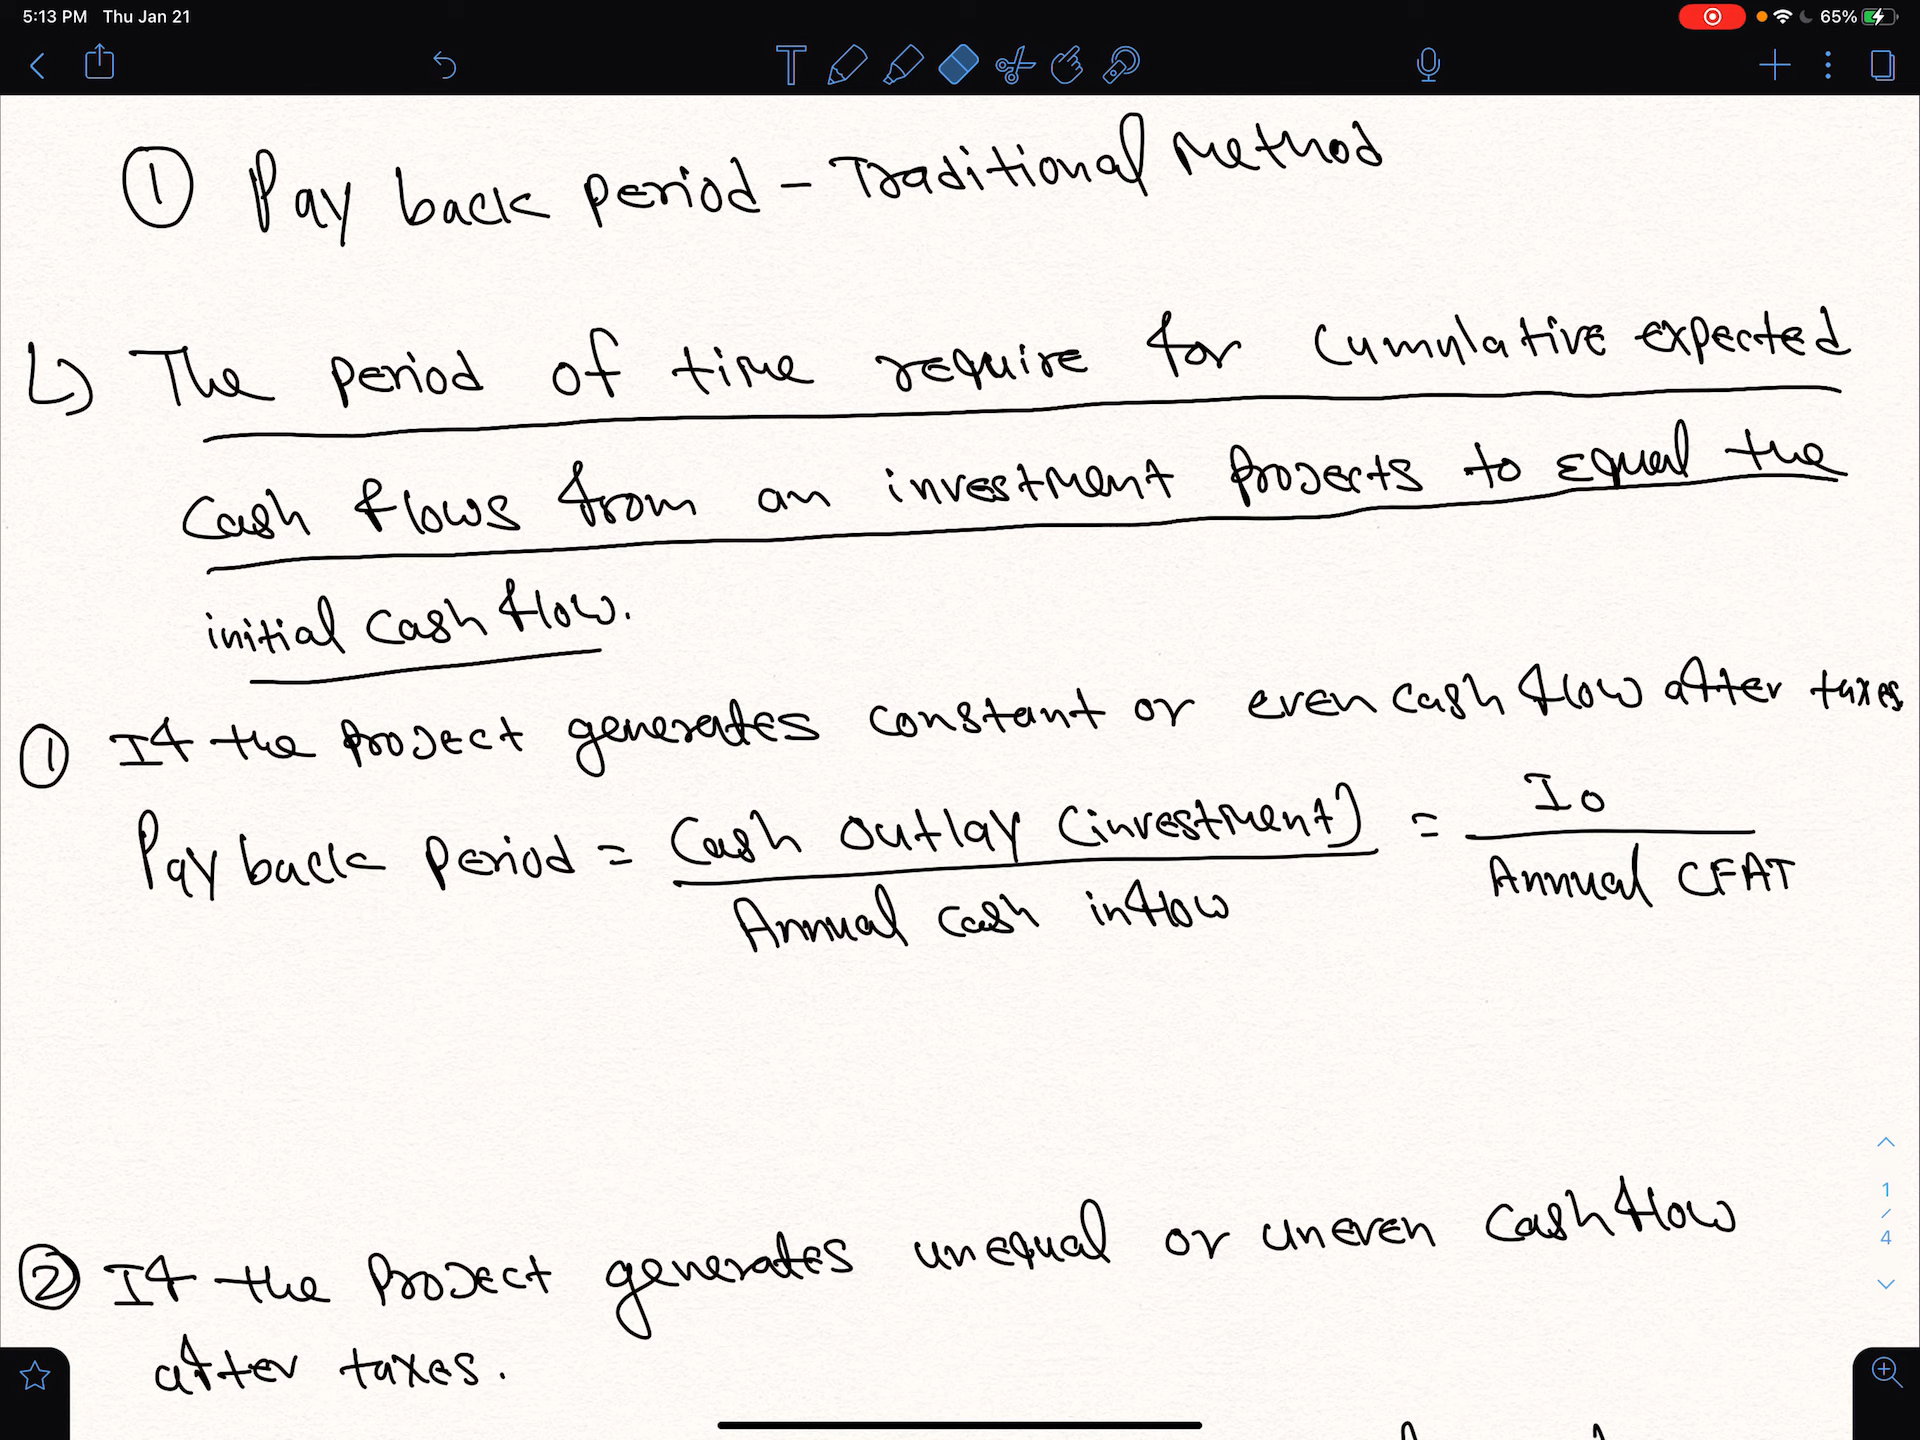 5:13 PM Thu Jan 21
65%
① Pay back period - Traditional Method
↳ The period of time require for cumulative expected
cash flows from an investment projects to equal the
initial cash flow.
① If the project generates constant or even cash flow after taxes
Pay back period = Cash outlay (investment) / Annual cash inflow = Io / Annual CFAT
② If the project generates unequal or uneven cash flow
after taxes.
1
/
4